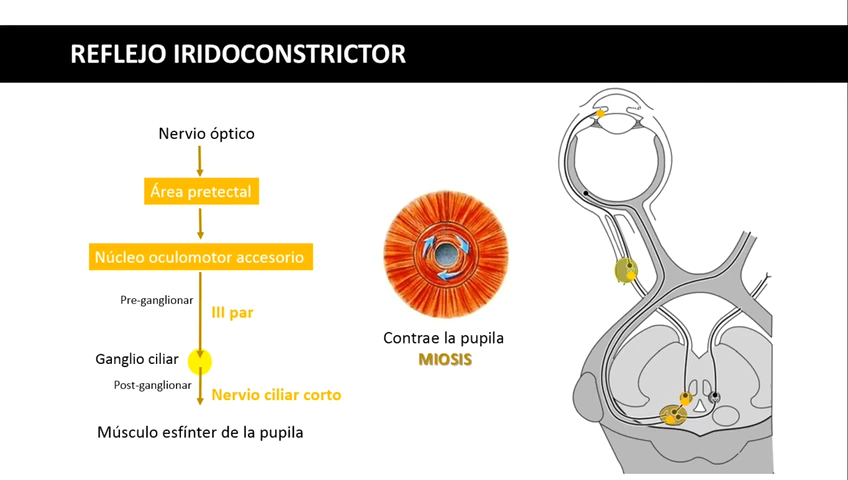 REFLEJO IRIDOCONSTRICTOR
Nervio óptico
Área pretectal
Núcleo oculomotor accesorio
Pre-ganglionar
III par
Ganglio ciliar
Post-ganglionar
Nervio ciliar corto
Músculo esfínter de la pupila
Contrae la pupila
MIOSIS